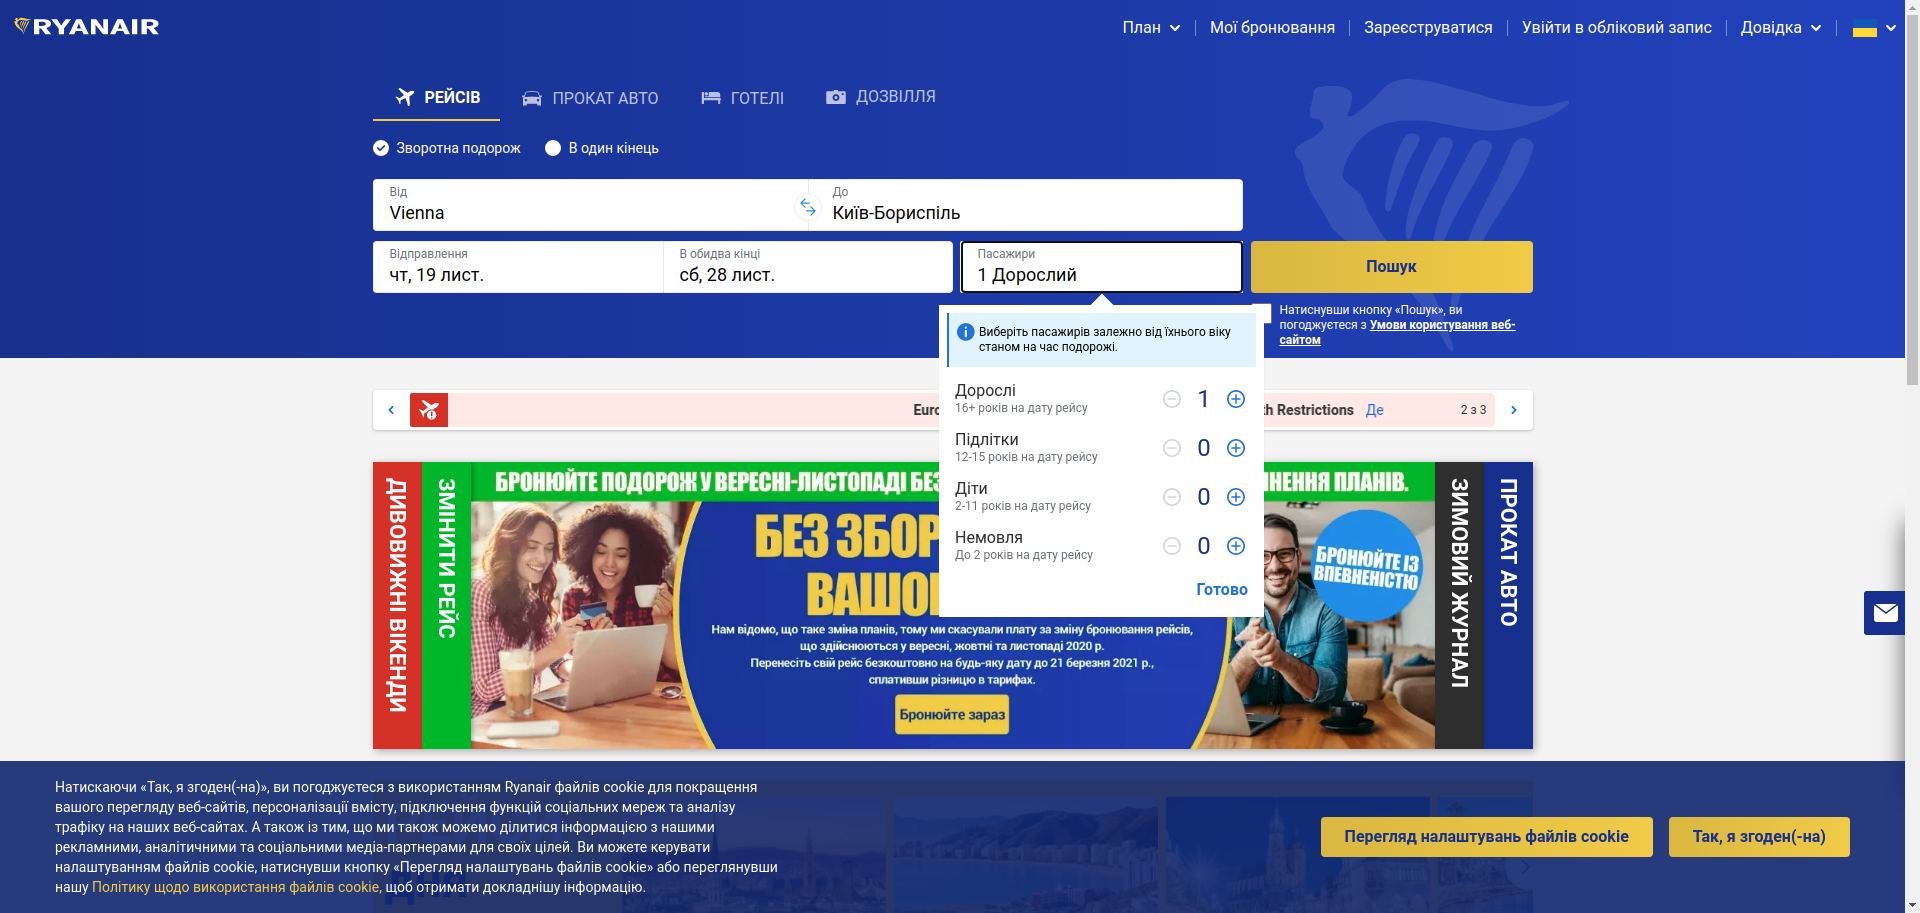 RYANAIR
План
Мої бронювання
Зареєструватися
Увійти в обліковий запис
Довідка
РЕЙСІВ
ПРОКАТ АВТО
ГОТЕЛІ
ДОЗВІЛЛЯ
Зворотна подорож
В один кінець
Від
Vienna
До
Київ-Бориспіль
Відправлення
чт, 19 лист.
В обидва кінці
сб, 28 лист.
Пасажири
1 Дорослий
Пошук
Натиснувши кнопку «Пошук», ви
погоджуєтеся з Умови користування веб-
сайтом
Виберіть пасажирів залежно від їхнього віку
станом на час подорожі.
Дорослі
16+ років на дату рейсу
1
Підлітки
12-15 років на дату рейсу
0
Діти
2-11 років на дату рейсу
0
Немовля
До 2 років на дату рейсу
0
Готово
Restrictions Де
2 з 3
ДИВОВИЖНІ ВІКЕНДИ
ЗМІНИТИ РЕЙС
БРОНЮЙТЕ ПОДОРОЖ У ВЕРЕСНІ-ЛИСТОПАДІ
ПЛАНІВ.
БЕЗ
Нам відомо, що таке зміна планів, тому ми скасували плату за зміну бронювання рейсів,
що здійснюються у вересні, жовтні та листопаді 2020 р.
Перенесіть свій рейс безкоштовно на будь-яку дату до 21 березня 2021 р.,
сплативши різницю в тарифах.
Бронюйте зараз
БРОНЮЙТЕ ІЗ
ВПЕВНЕНІСТЮ
ЗИМОВИЙ ЖУРНАЛ
ПРОКАТ АВТО
Натискаючи «Так, я згоден(-на)», ви погоджуєтеся з використанням Ryanair файлів cookie для покращення
вашого перегляду веб-сайтів, персоналізації вмісту, підключення функцій соціальних мереж та аналізу
трафіку на наших веб-сайтах. А також із тим, що ми також можемо ділитися інформацією з нашими
рекламними, аналітичними та соціальними медіа-партнерами для своїх цілей. Ви можете керувати
налаштуванням файлів cookie, натиснувши кнопку «Перегляд налаштувань файлів cookie» або переглянувши
нашу Політику щодо використання файлів cookie, щоб отримати докладнішу інформацію.
Перегляд налаштувань файлів cookie
Так, я згоден(-на)